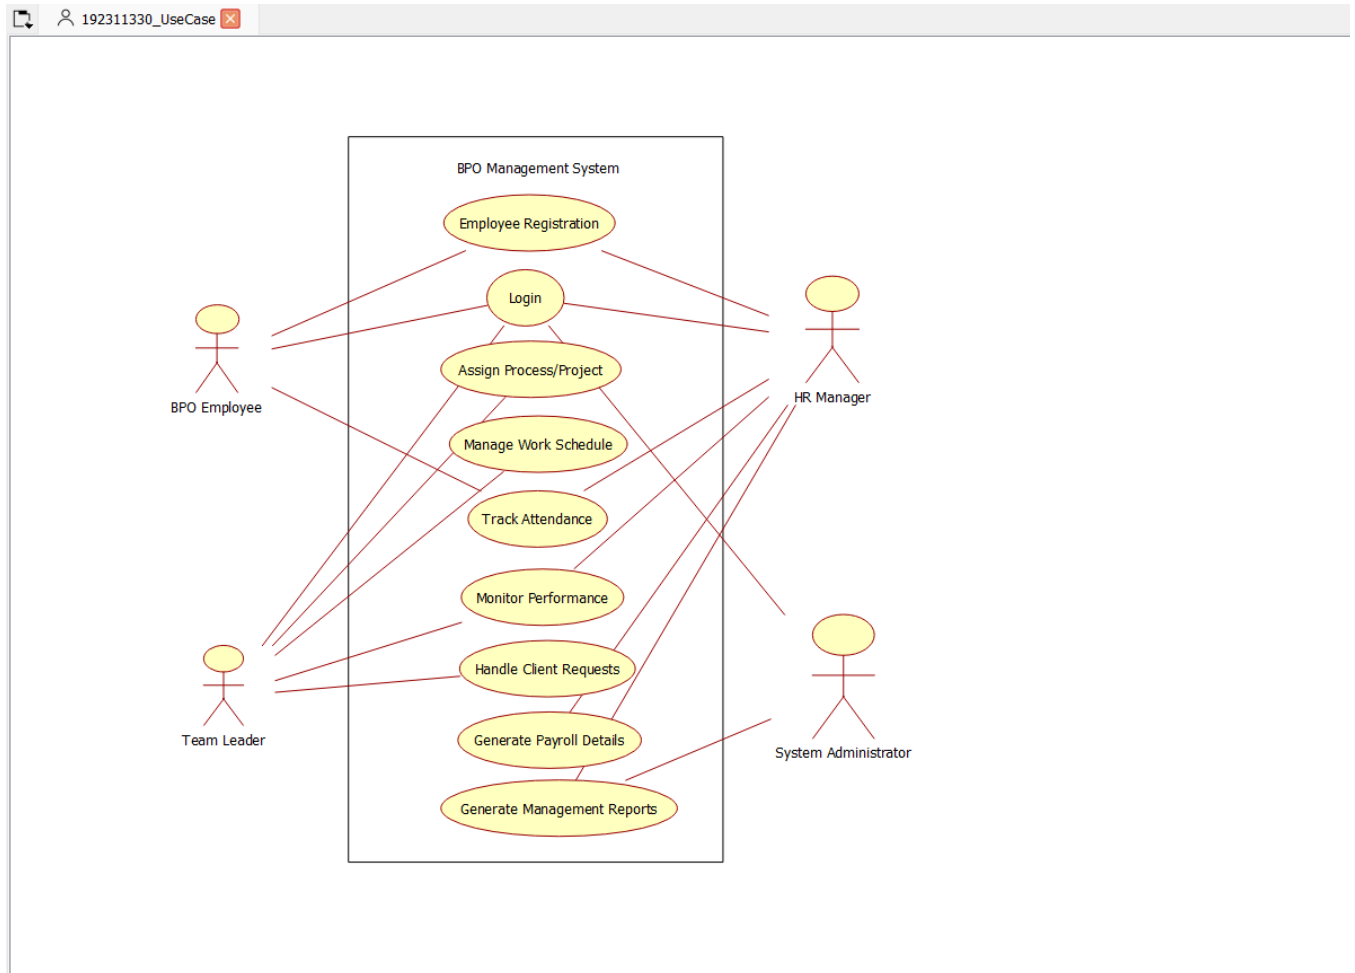 192311330_UseCase
BPO Management System
Employee Registration
Login
Assign Process/Project
HR Manager
BPO Employee
Manage Work Schedule
Track Attendance
Monitor Performance
Handle Client Requests
Team Leader
Generate Payroll Details
System Administrator
Generate Management Reports